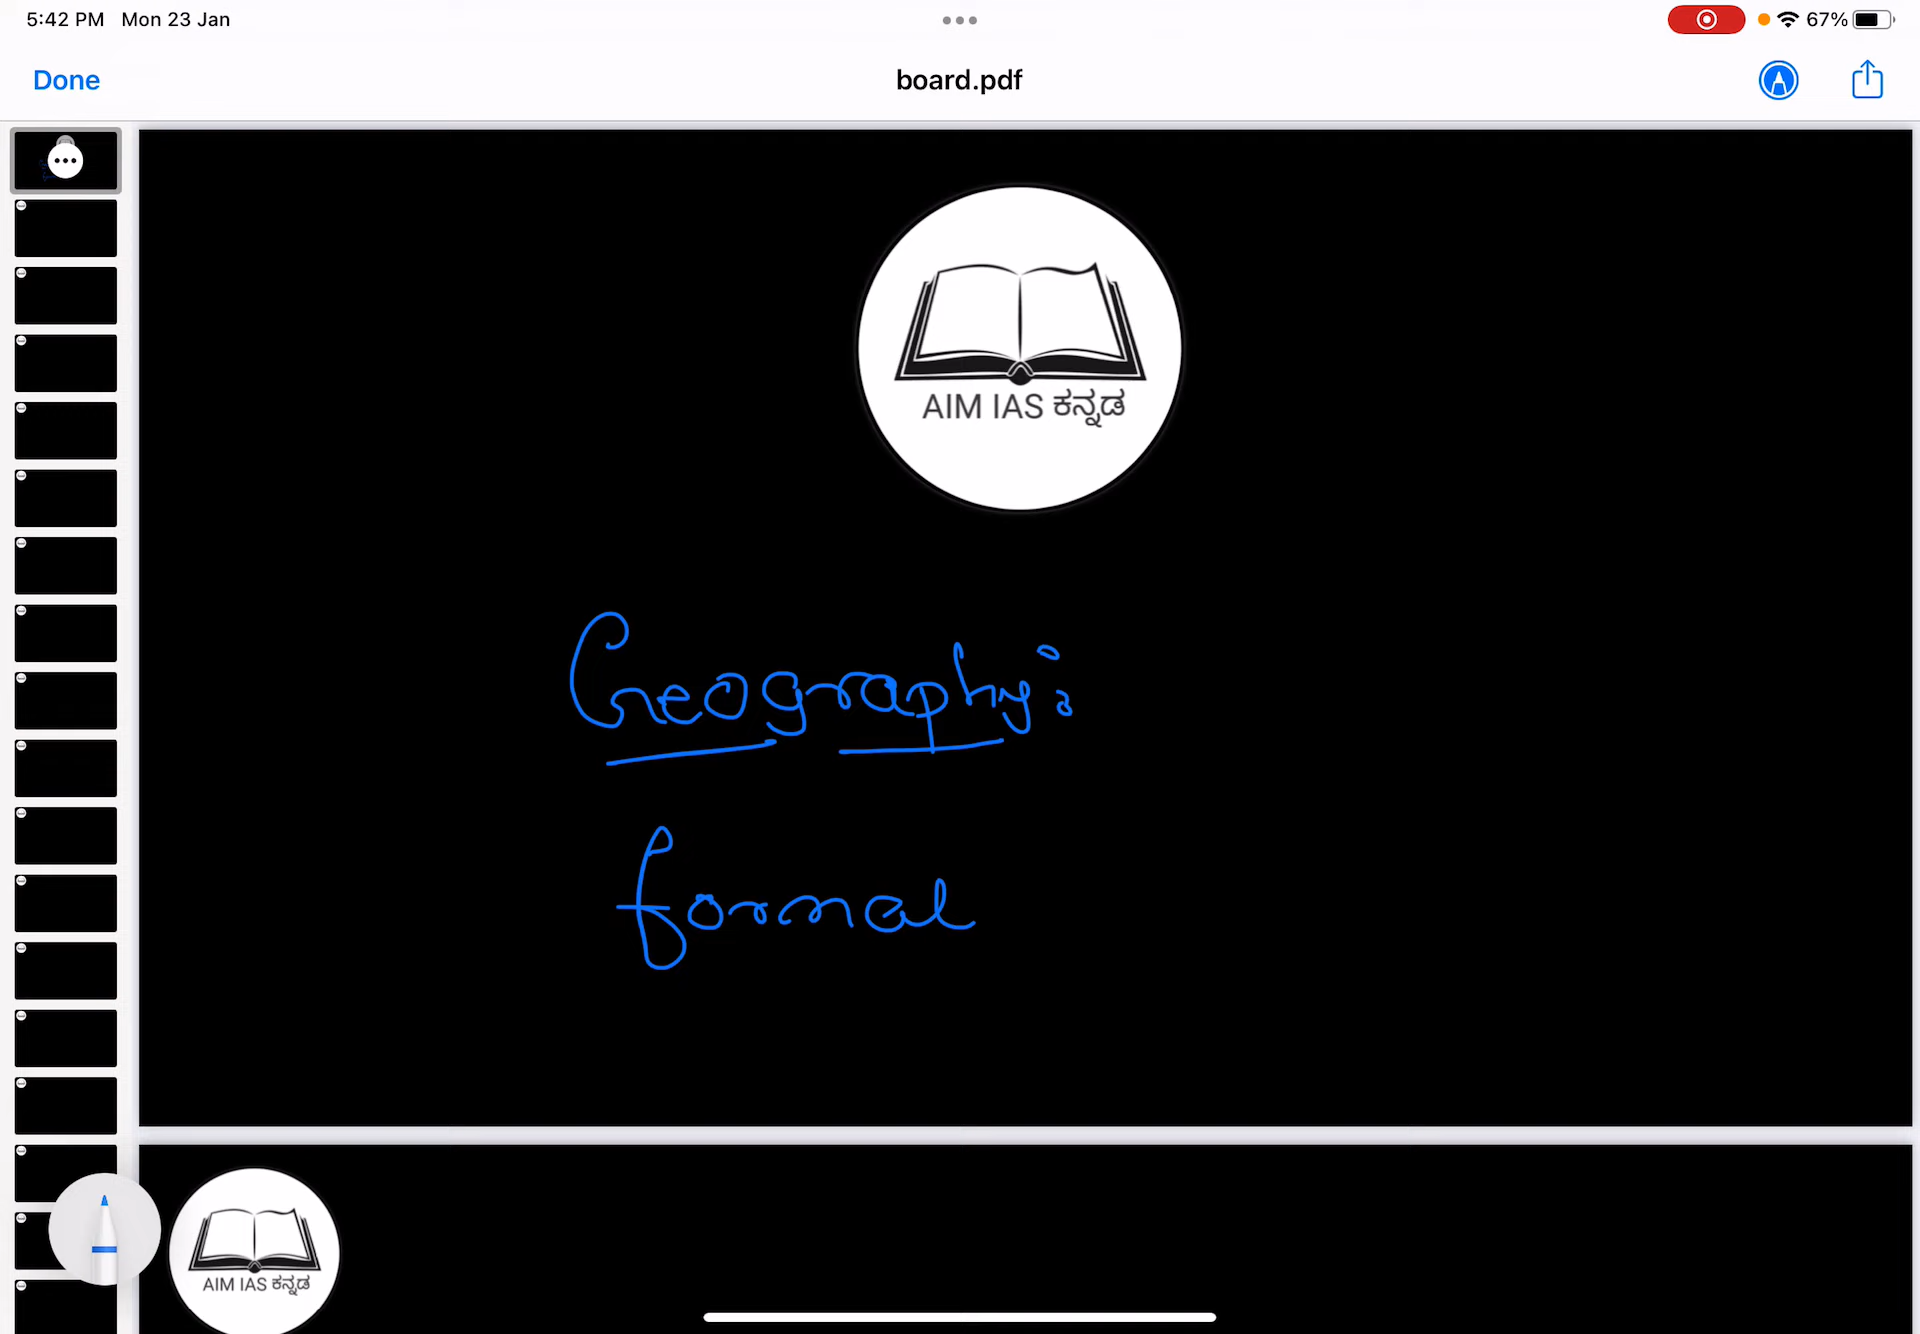 5:42 PM Mon 23 Jan
67%
Done
board.pdf
AIM IAS ಕನ್ನಡ
Geography:
formal
AIM IAS ಕನ್ನಡ